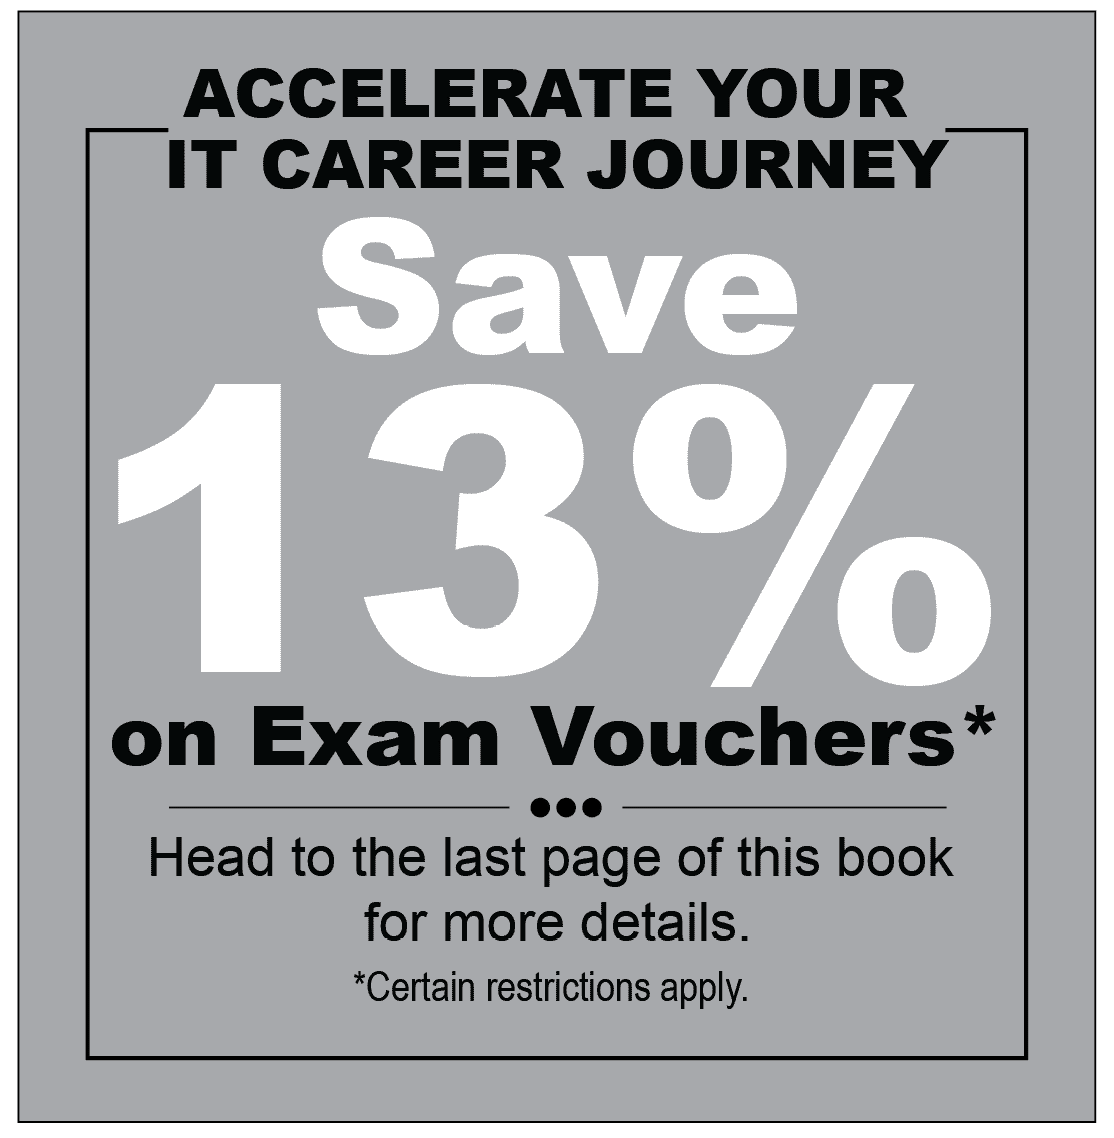 ACCELERATE YOUR
IT CAREER JOURNEY
Save
13%
on Exam Vouchers*
Head to the last page of this book
for more details.
*Certain restrictions apply.